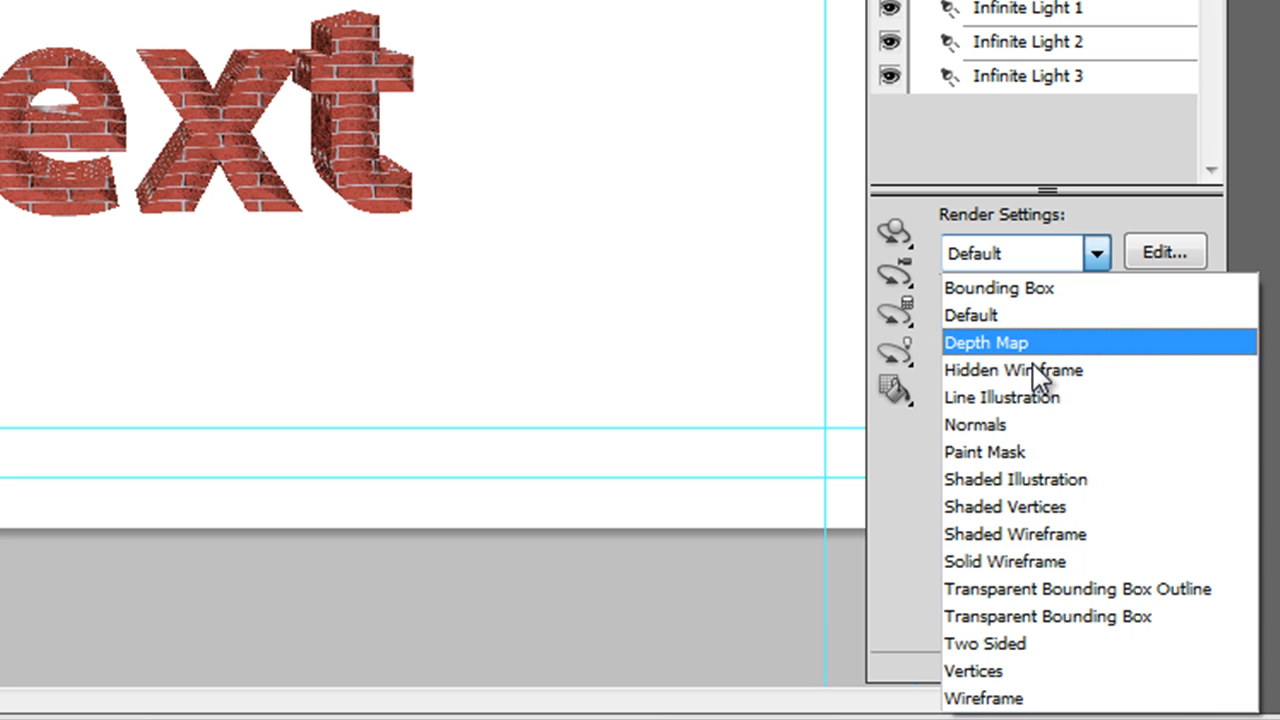 ext
Infinite Light 1
Infinite Light 2
Infinite Light 3
Render Settings:
Default
Edit...
Bounding Box
Default
Depth Map
Hidden Wireframe
Line Illustration
Normals
Paint Mask
Shaded Illustration
Shaded Vertices
Shaded Wireframe
Solid Wireframe
Transparent Bounding Box Outline
Transparent Bounding Box
Two Sided
Vertices
Wireframe